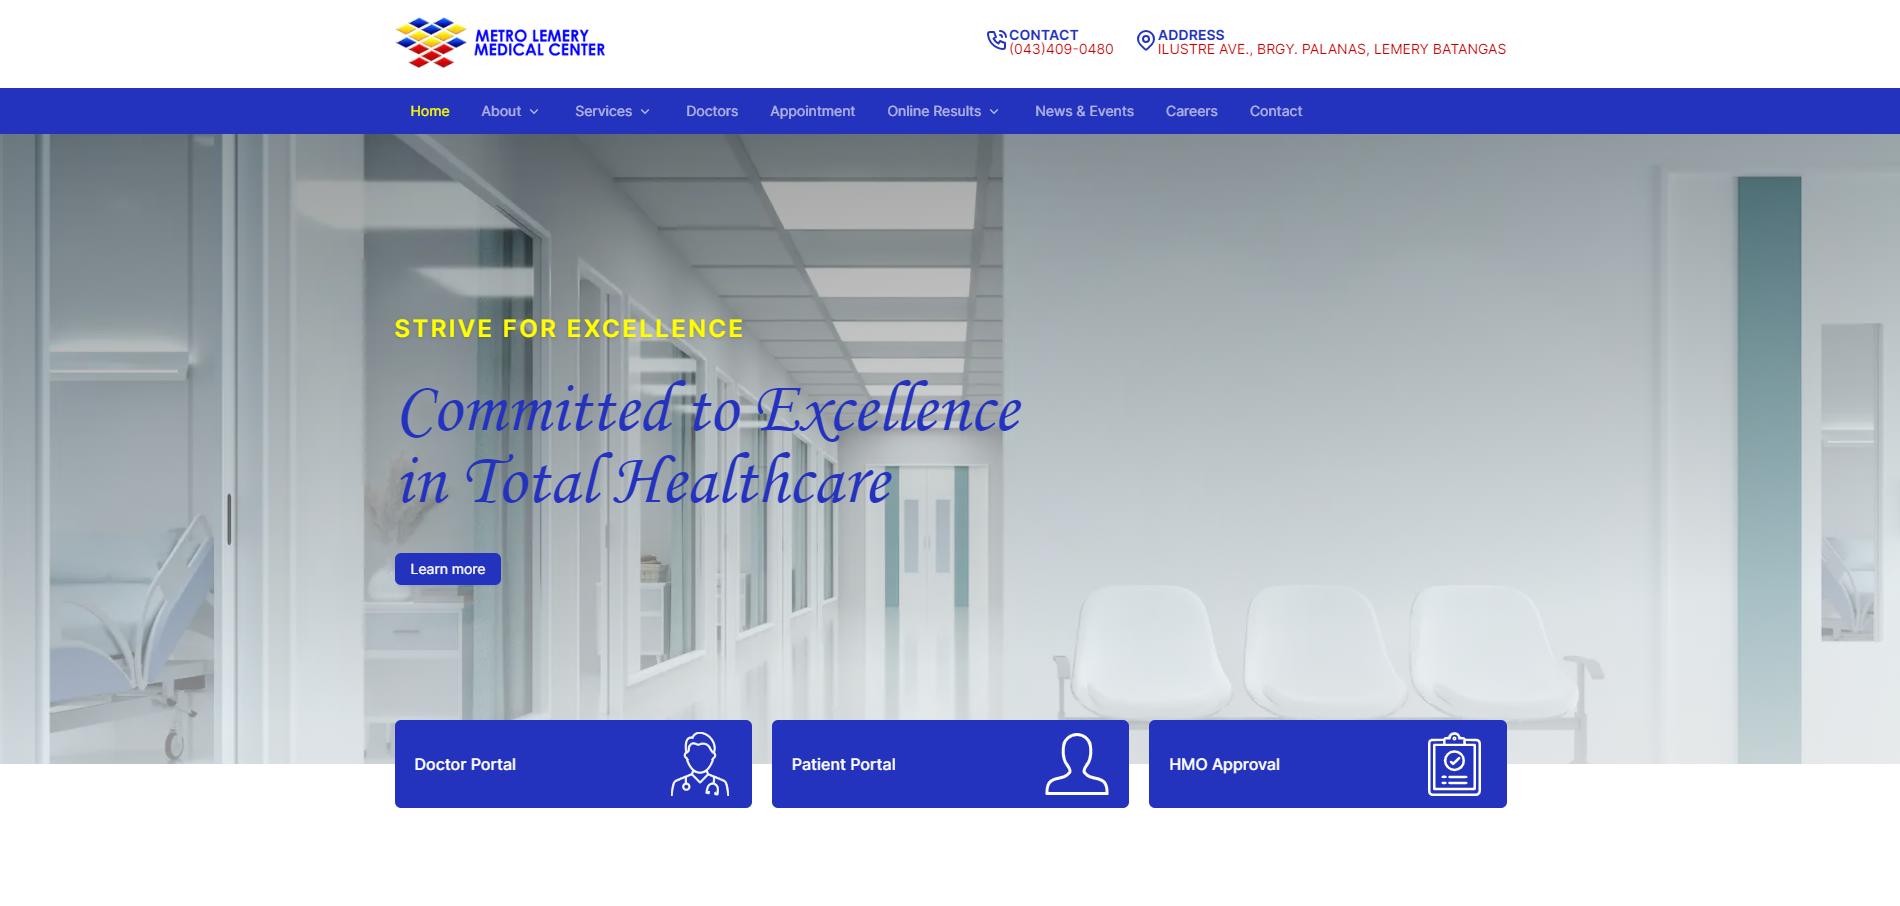 METRO LEMERY
MEDICAL CENTER
CONTACT
(043)409-0480
ADDRESS
ILUSTRE AVE., BRGY. PALANAS, LEMERY BATANGAS
Home
About
Services
Doctors
Appointment
Online Results
News & Events
Careers
Contact
STRIVE FOR EXCELLENCE
Committed to Excellence
in Total Healthcare
Learn more
Doctor Portal
Patient Portal
HMO Approval